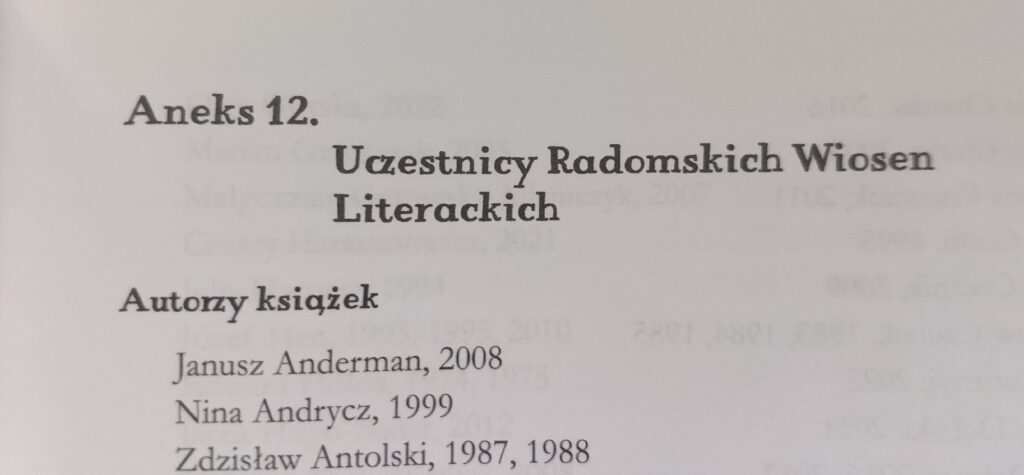 Aneks 12.
Uczestnicy Radomskich Wiosen
Literackich
Autorzy książek
Janusz Anderman, 2008
Nina Andrycz, 1999
Zdzisław Antolski, 1987, 1988